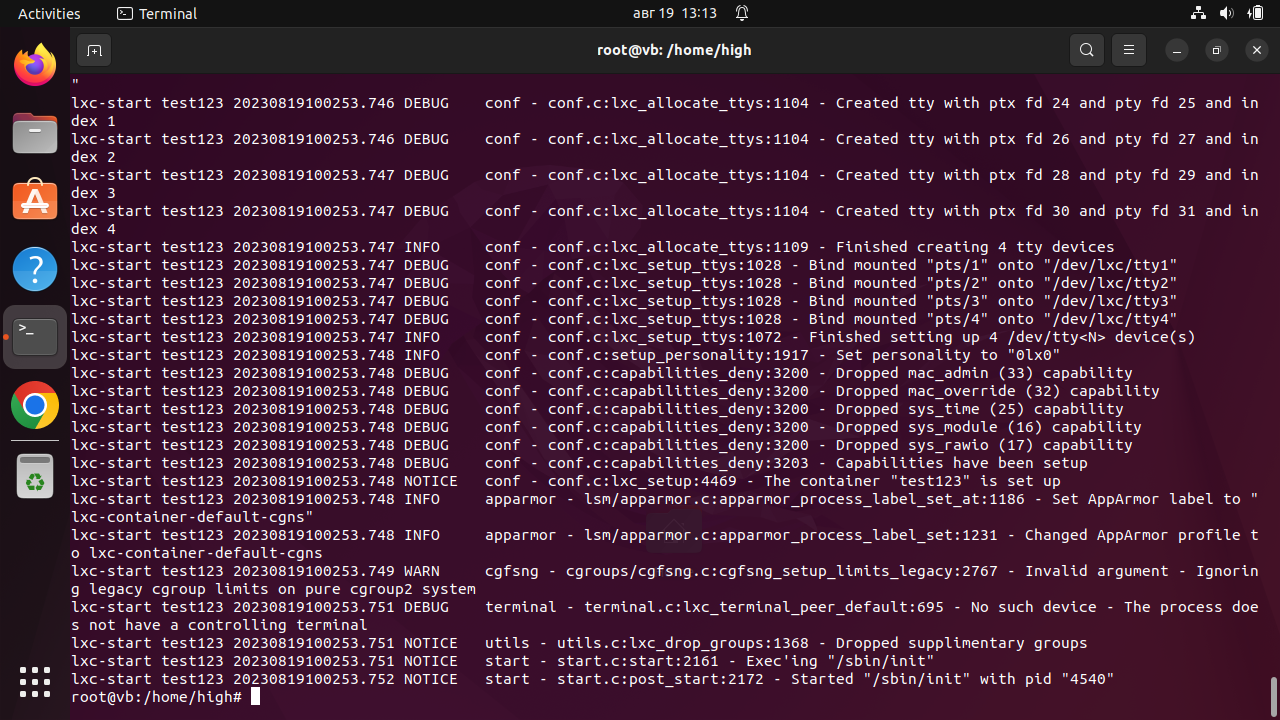 Activities Terminal авг 19 13:13
root@vb: /home/high
"
lxc-start test123 20230819100253.746 DEBUG    conf - conf.c:lxc_allocate_ttys:1104 - Created tty with ptx fd 24 and pty fd 25 and in
dex 1
lxc-start test123 20230819100253.746 DEBUG    conf - conf.c:lxc_allocate_ttys:1104 - Created tty with ptx fd 26 and pty fd 27 and in
dex 2
lxc-start test123 20230819100253.747 DEBUG    conf - conf.c:lxc_allocate_ttys:1104 - Created tty with ptx fd 28 and pty fd 29 and in
dex 3
lxc-start test123 20230819100253.747 DEBUG    conf - conf.c:lxc_allocate_ttys:1104 - Created tty with ptx fd 30 and pty fd 31 and in
dex 4
lxc-start test123 20230819100253.747 INFO     conf - conf.c:lxc_allocate_ttys:1109 - Finished creating 4 tty devices
lxc-start test123 20230819100253.747 DEBUG    conf - conf.c:lxc_setup_ttys:1028 - Bind mounted "pts/1" onto "/dev/lxc/tty1"
lxc-start test123 20230819100253.747 DEBUG    conf - conf.c:lxc_setup_ttys:1028 - Bind mounted "pts/2" onto "/dev/lxc/tty2"
lxc-start test123 20230819100253.747 DEBUG    conf - conf.c:lxc_setup_ttys:1028 - Bind mounted "pts/3" onto "/dev/lxc/tty3"
lxc-start test123 20230819100253.747 DEBUG    conf - conf.c:lxc_setup_ttys:1028 - Bind mounted "pts/4" onto "/dev/lxc/tty4"
lxc-start test123 20230819100253.747 INFO     conf - conf.c:lxc_setup_ttys:1072 - Finished setting up 4 /dev/tty<N> device(s)
lxc-start test123 20230819100253.748 INFO     conf - conf.c:setup_personality:1917 - Set personality to "0lx0"
lxc-start test123 20230819100253.748 DEBUG    conf - conf.c:capabilities_deny:3200 - Dropped mac_admin (33) capability
lxc-start test123 20230819100253.748 DEBUG    conf - conf.c:capabilities_deny:3200 - Dropped mac_override (32) capability
lxc-start test123 20230819100253.748 DEBUG    conf - conf.c:capabilities_deny:3200 - Dropped sys_time (25) capability
lxc-start test123 20230819100253.748 DEBUG    conf - conf.c:capabilities_deny:3200 - Dropped sys_module (16) capability
lxc-start test123 20230819100253.748 DEBUG    conf - conf.c:capabilities_deny:3200 - Dropped sys_rawio (17) capability
lxc-start test123 20230819100253.748 DEBUG    conf - conf.c:capabilities_deny:3203 - Capabilities have been setup
lxc-start test123 20230819100253.748 NOTICE   conf - conf.c:lxc_setup:4469 - The container "test123" is set up
lxc-start test123 20230819100253.748 INFO     apparmor - lsm/apparmor.c:apparmor_process_label_set_at:1186 - Set AppArmor label to "
lxc-container-default-cgns"
lxc-start test123 20230819100253.748 INFO     apparmor - lsm/apparmor.c:apparmor_process_label_set:1231 - Changed AppArmor profile t
o lxc-container-default-cgns
lxc-start test123 20230819100253.749 WARN     cgfsng - cgroups/cgfsng.c:cgfsng_setup_limits_legacy:2767 - Invalid argument - Ignorin
g legacy cgroup limits on pure cgroup2 system
lxc-start test123 20230819100253.751 DEBUG    terminal - terminal.c:lxc_terminal_peer_default:695 - No such device - The process doe
s not have a controlling terminal
lxc-start test123 20230819100253.751 NOTICE   utils - utils.c:lxc_drop_groups:1368 - Dropped supplimentary groups
lxc-start test123 20230819100253.751 NOTICE   start - start.c:start:2161 - Exec'ing "/sbin/init"
lxc-start test123 20230819100253.752 NOTICE   start - start.c:post_start:2172 - Started "/sbin/init" with pid "4540"
root@vb:/home/high#